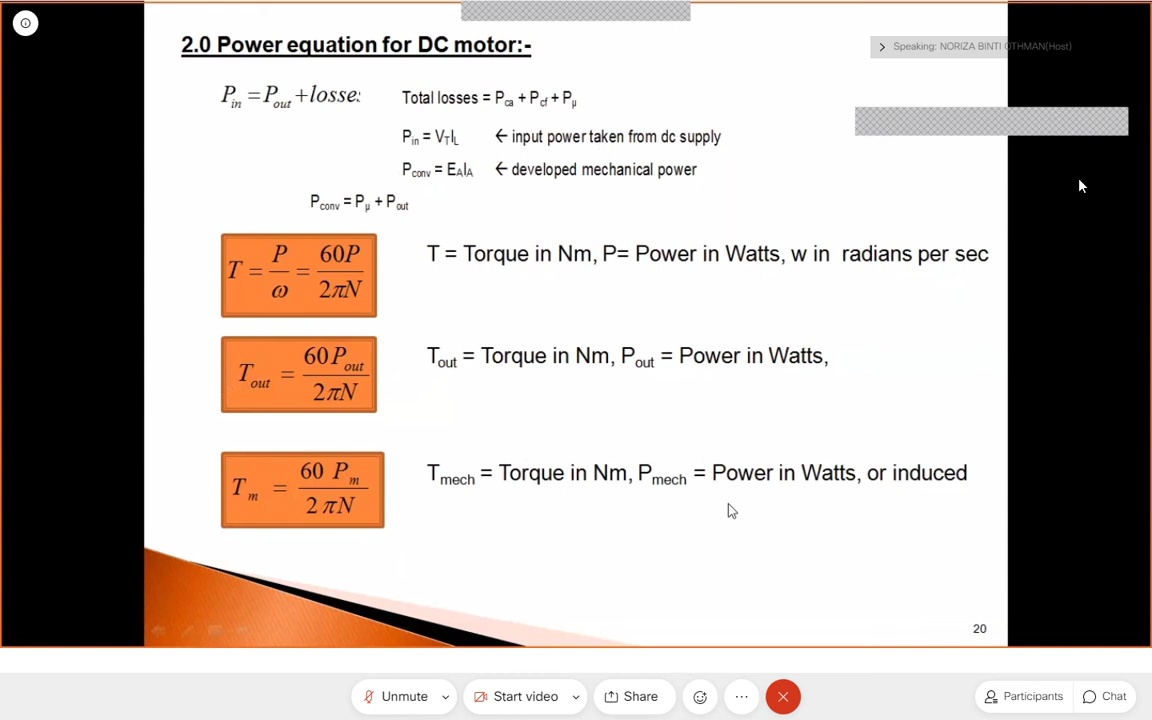 2.0 Power equation for DC motor:-
Speaking: NORIZA BINTI OTHMAN(Host)
P_in = P_out + losses
Total losses = P_ca + P_cf + P_μ
P_in = V_T I_L ← input power taken from dc supply
P_conv = E_A I_A ← developed mechanical power
P_conv = P_μ + P_out
T = P/ω = 60P/2πN
T = Torque in Nm, P= Power in Watts, w in radians per sec
T_out = 60 P_out/2πN
T_out = Torque in Nm, P_out = Power in Watts,
T_m = 60 P_m/2πN
T_mech = Torque in Nm, P_mech = Power in Watts, or induced
20
Unmute
Start video
Share
Participants
Chat